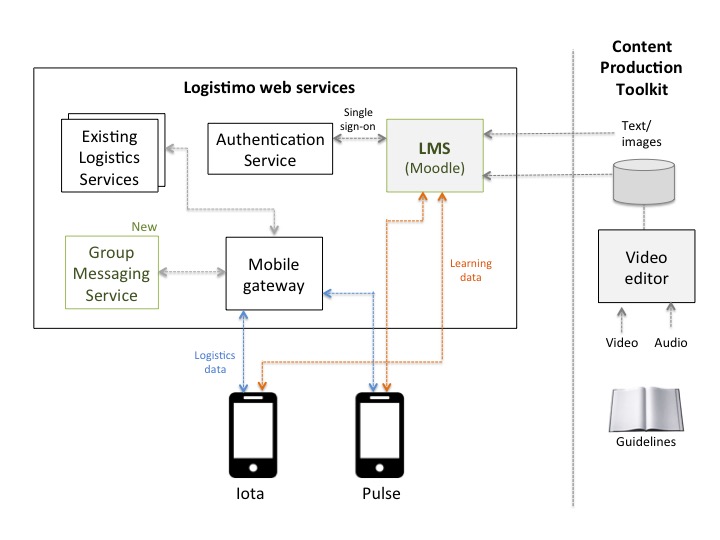 Content
Production
Toolkit
Logistimo web services
Single
sign-on
Text/
images
Existing
Logistics
Services
Authentication
Service
LMS
(Moodle)
New
Group
Messaging
Service
Mobile
gateway
Learning
data
Video
editor
Logistics
data
Video
Audio
Guidelines
Iota
Pulse